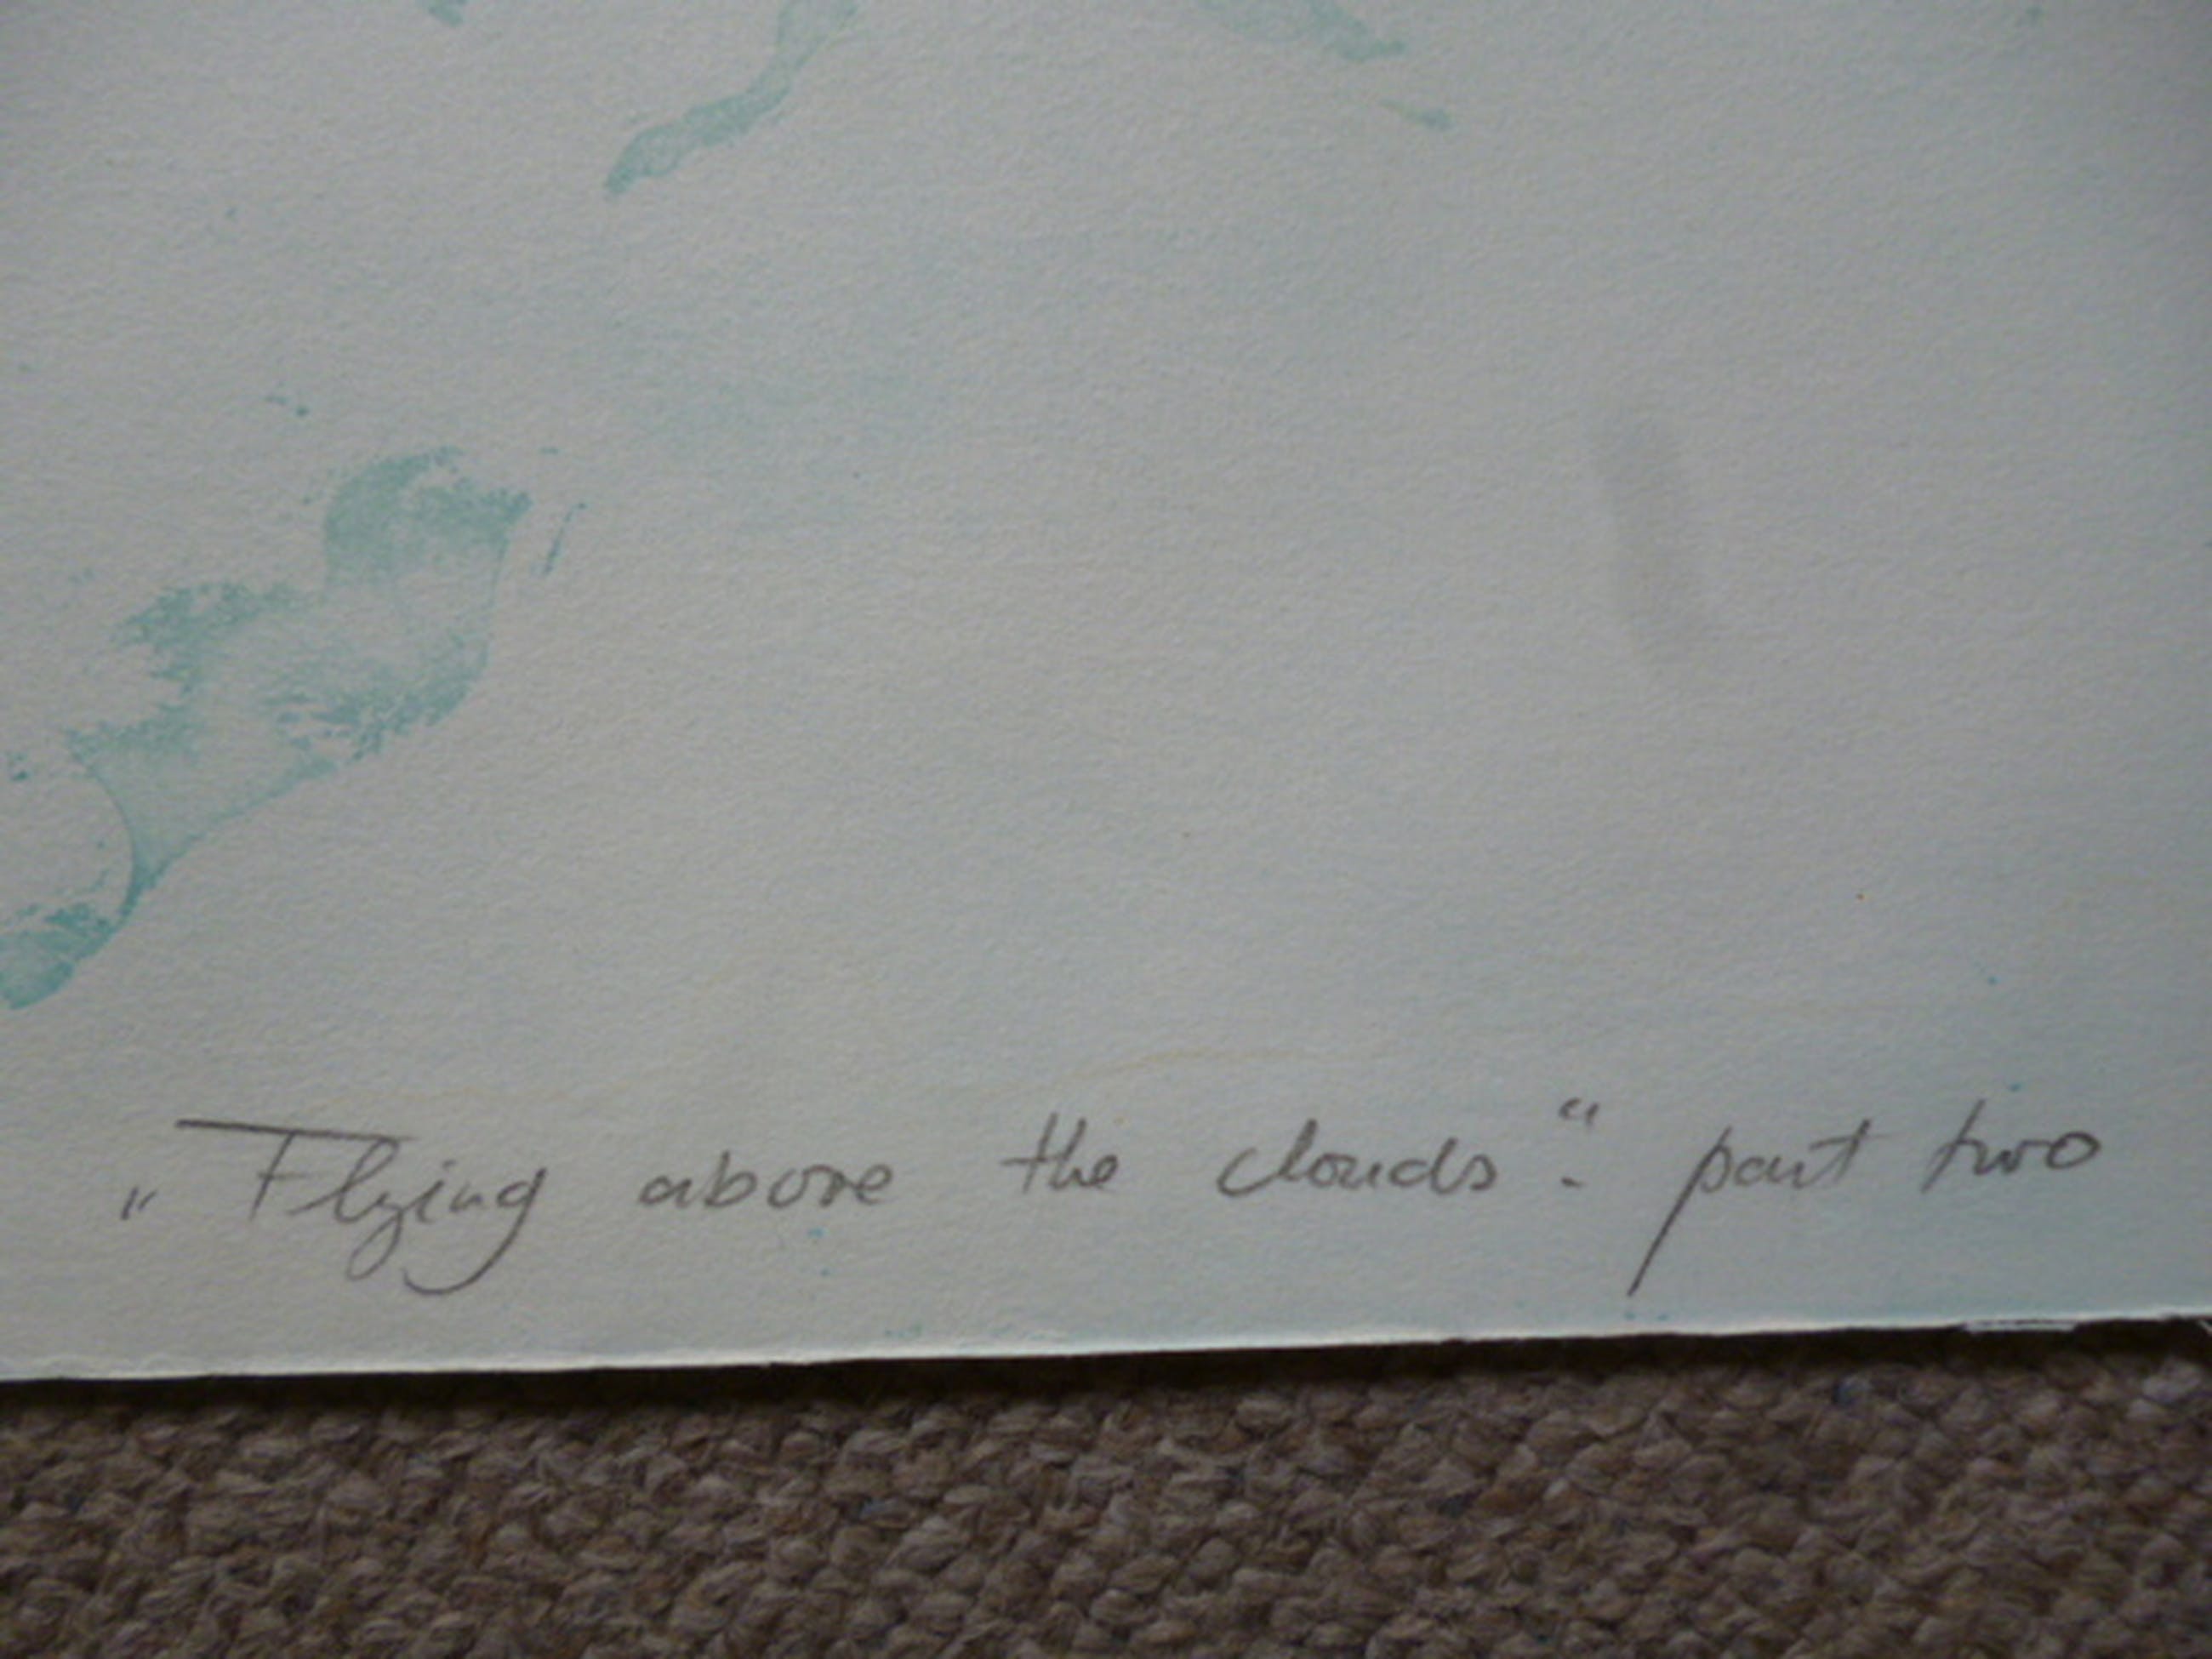 „Flying above the clouds“. part two